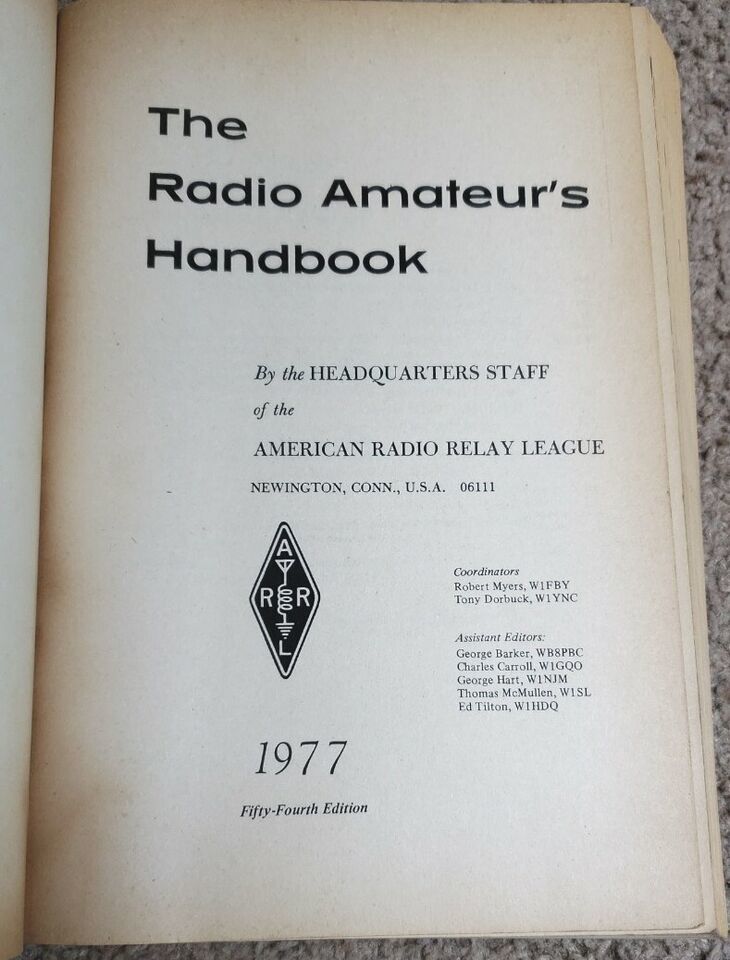 The
Radio Amateur's
Handbook
By the HEADQUARTERS STAFF
of the
AMERICAN RADIO RELAY LEAGUE
NEWINGTON, CONN., U.S.A. 06111
A
R R
L
Coordinators
Robert Myers, W1FBY
Tony Dorbuck, W1YNC
Assistant Editors:
George Barker, WB8PBC
Charles Carroll, W1GQO
George Hart, W1NJM
Thomas McMullen, W1SL
Ed Tilton, W1HDQ
1977
Fifty-Fourth Edition